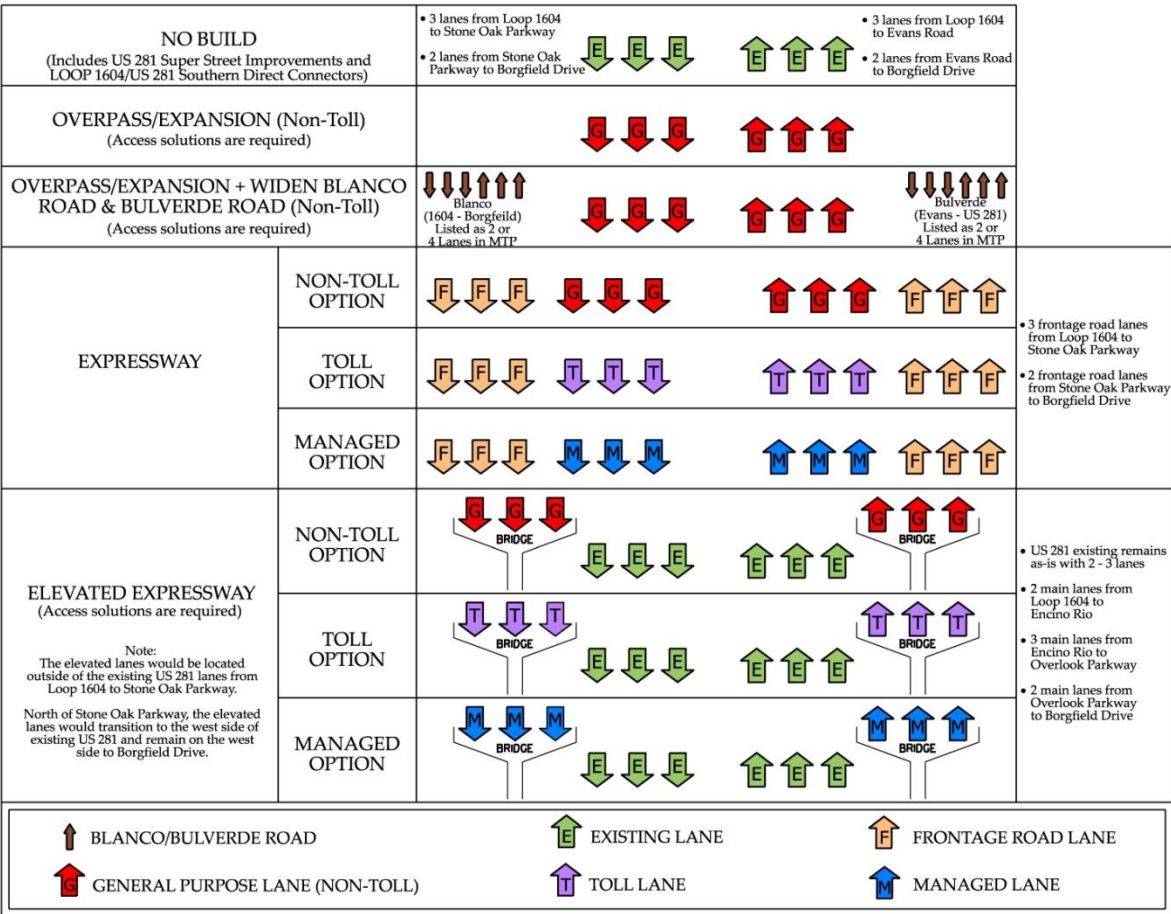 NO BUILD
(Includes US 281 Super Street Improvements and
LOOP 1604/US 281 Southern Direct Connectors)
• 3 lanes from Loop 1604
to Stone Oak Parkway
• 2 lanes from Stone Oak
Parkway to Borgfield Drive
E E E
E E E
• 3 lanes from Loop 1604
to Evans Road
• 2 lanes from Evans Road
to Borgfield Drive
OVERPASS/EXPANSION (Non-Toll)
(Access solutions are required)
G G G
G G G
OVERPASS/EXPANSION + WIDEN BLANCO
ROAD & BULVERDE ROAD (Non-Toll)
(Access solutions are required)
Blanco
(1604 - Borgfeild)
Listed as 2 or
4 Lanes in MTP
G G G
G G G
Bulverde
(Evans - US 281)
Listed as 2 or
4 Lanes in MTP
EXPRESSWAY
NON-TOLL
OPTION
F F F
G G G
G G G
F F F
TOLL
OPTION
F F F
T T T
T T T
F F F
MANAGED
OPTION
F F F
M M M
M M M
F F F
• 3 frontage road lanes
from Loop 1604 to
Stone Oak Parkway
• 2 frontage road lanes
from Stone Oak Parkway
to Borgfield Drive
ELEVATED EXPRESSWAY
(Access solutions are required)
Note:
The elevated lanes would be located
outside of the existing US 281 lanes from
Loop 1604 to Stone Oak Parkway.
North of Stone Oak Parkway, the elevated
lanes would transition to the west side of
existing US 281 and remain on the west
side to Borgfield Drive.
NON-TOLL
OPTION
G G G
BRIDGE
E E E
E E E
G G G
BRIDGE
TOLL
OPTION
T T T
BRIDGE
E E E
E E E
T T T
BRIDGE
MANAGED
OPTION
M M M
BRIDGE
E E E
E E E
M M M
BRIDGE
• US 281 existing remains
as-is with 2 - 3 lanes
• 2 main lanes from
Loop 1604 to
Encino Rio
• 3 main lanes from
Encino Rio to
Overlook Parkway
• 2 main lanes from
Overlook Parkway
to Borgfield Drive
BLANCO/BULVERDE ROAD
E EXISTING LANE
F FRONTAGE ROAD LANE
G GENERAL PURPOSE LANE (NON-TOLL)
T TOLL LANE
M MANAGED LANE